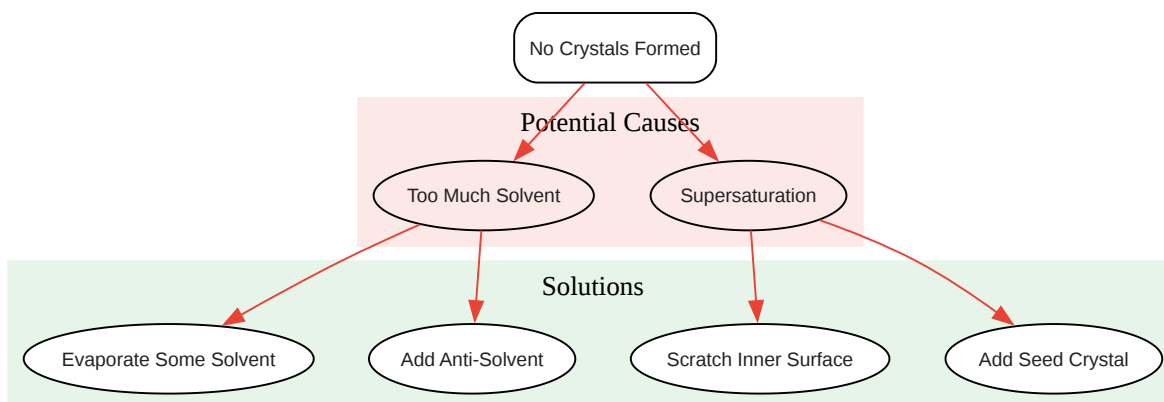 No Crystals Formed
Potential Causes
Too Much Solvent
Supersaturation
Solutions
Evaporate Some Solvent
Add Anti-Solvent
Scratch Inner Surface
Add Seed Crystal